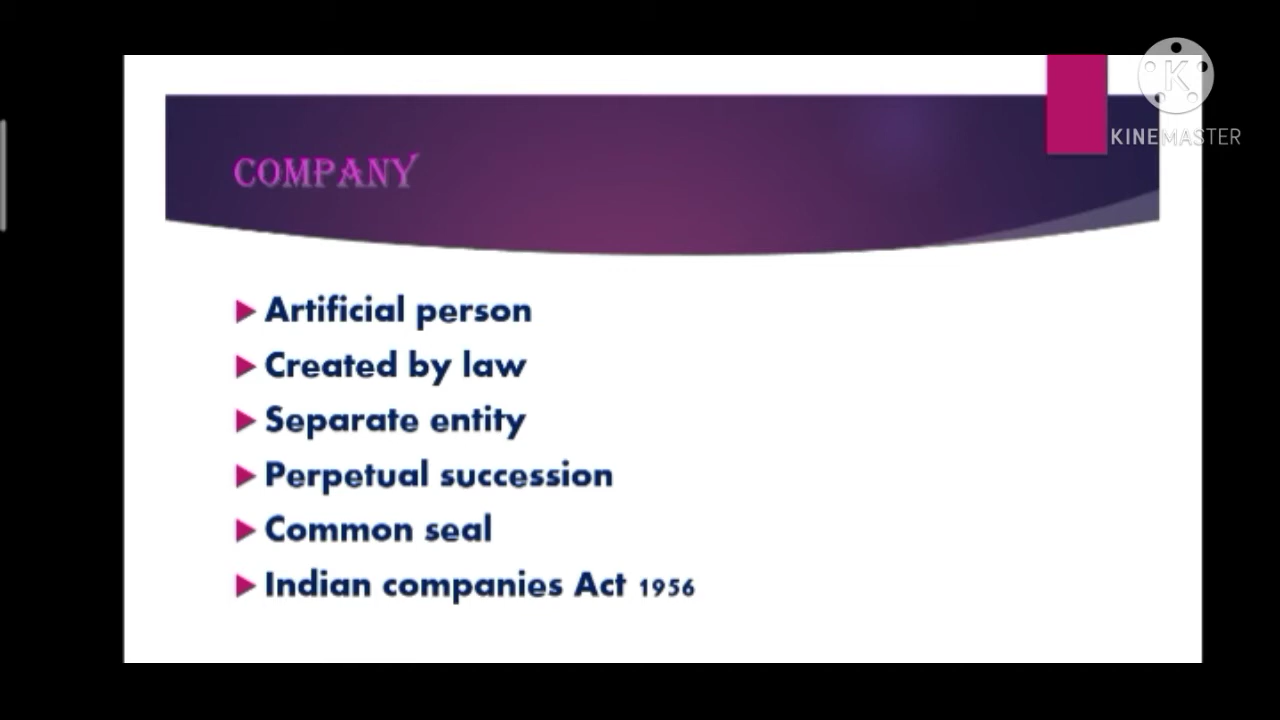 COMPANY
K
KINEMASTER
Artificial person
Created by law
Separate entity
Perpetual succession
Common seal
Indian companies Act 1956